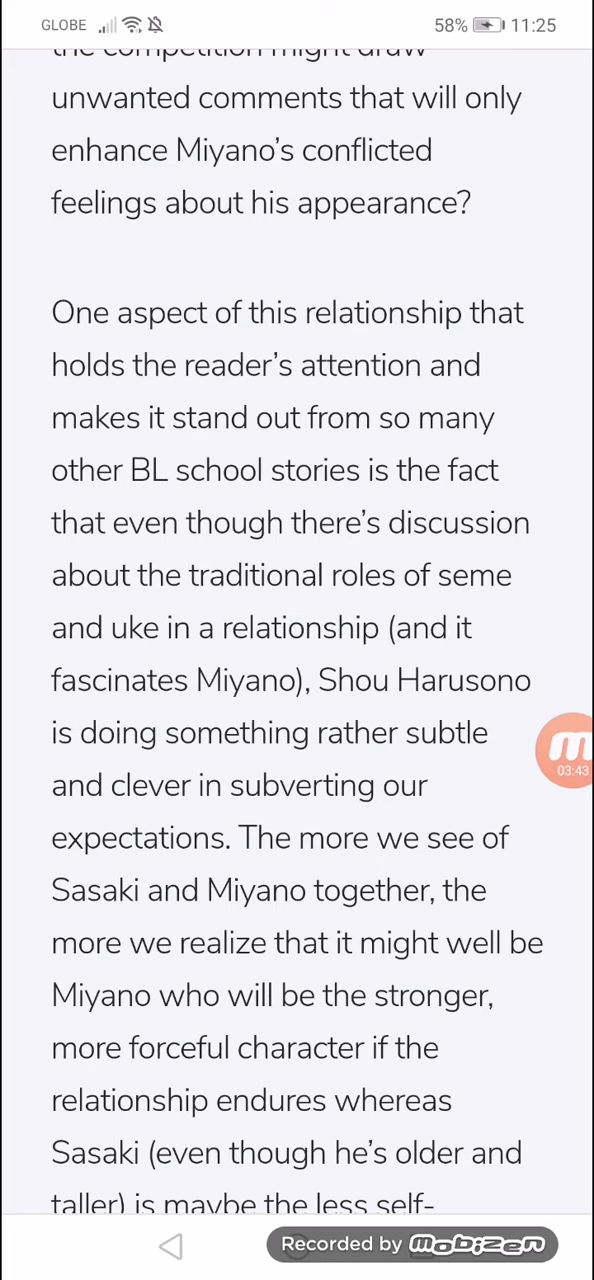 GLOBE 58% 11:25
the competition might draw
unwanted comments that will only
enhance Miyano's conflicted
feelings about his appearance?
One aspect of this relationship that
holds the reader's attention and
makes it stand out from so many
other BL school stories is the fact
that even though there's discussion
about the traditional roles of seme
and uke in a relationship (and it
fascinates Miyano), Shou Harusono
is doing something rather subtle
and clever in subverting our
expectations. The more we see of
Sasaki and Miyano together, the
more we realize that it might well be
Miyano who will be the stronger,
more forceful character if the
relationship endures whereas
Sasaki (even though he's older and
taller) is maybe the less self-
m
03:43
Recorded by mobizen